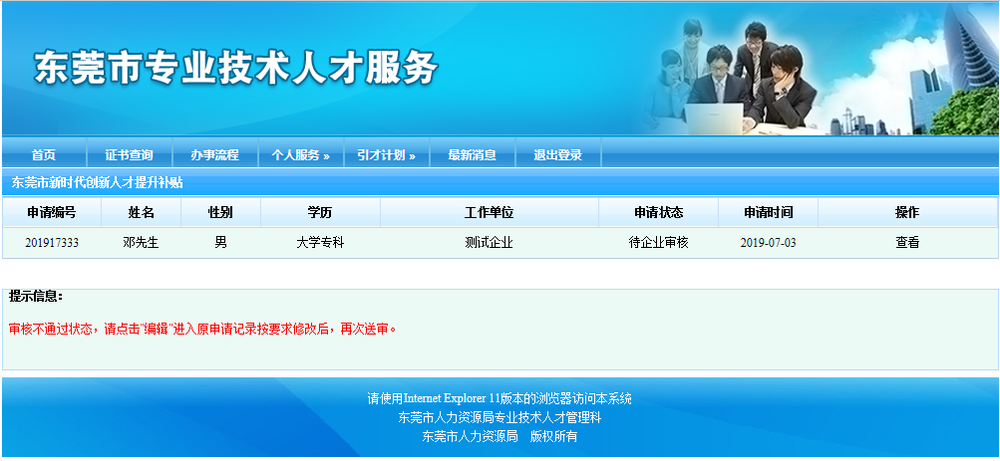 东莞市专业技术人才服务
首页 证书查询 办事流程 个人服务 » 引才计划 » 最新消息 退出登录
东莞市新时代创新人才提升补贴
申请编号 姓名 性别 学历 工作单位 申请状态 申请时间 操作
201917333 邓先生 男 大学专科 测试企业 待企业审核 2019-07-03 查看
提示信息：
审核不通过状态，请点击"编辑"进入原申请记录按要求修改后，再次送审。
请使用Internet Explorer 11版本的浏览器访问本系统
东莞市人力资源局专业技术人才管理科
东莞市人力资源局 版权所有